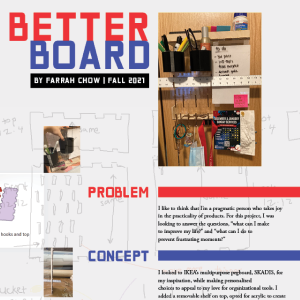 BETTER
BOARD
BY FARRAH CHOW | FALL 2021
PROBLEM
I like to think that I'm a pragmatic person who takes joy
in the practicality of products. For this project, I was
looking to answer the questions, "what can I make
to improve my life?" and "what can I do to
prevent frustrating moments?"
hooks and top
CONCEPT
I looked to IKEA's multipurpose pegboard, SKADIS, for
my inspiration, while making personalized
choices to appeal to my love for organizational tools. I
added a removable shelf on top, opted for acrylic to create